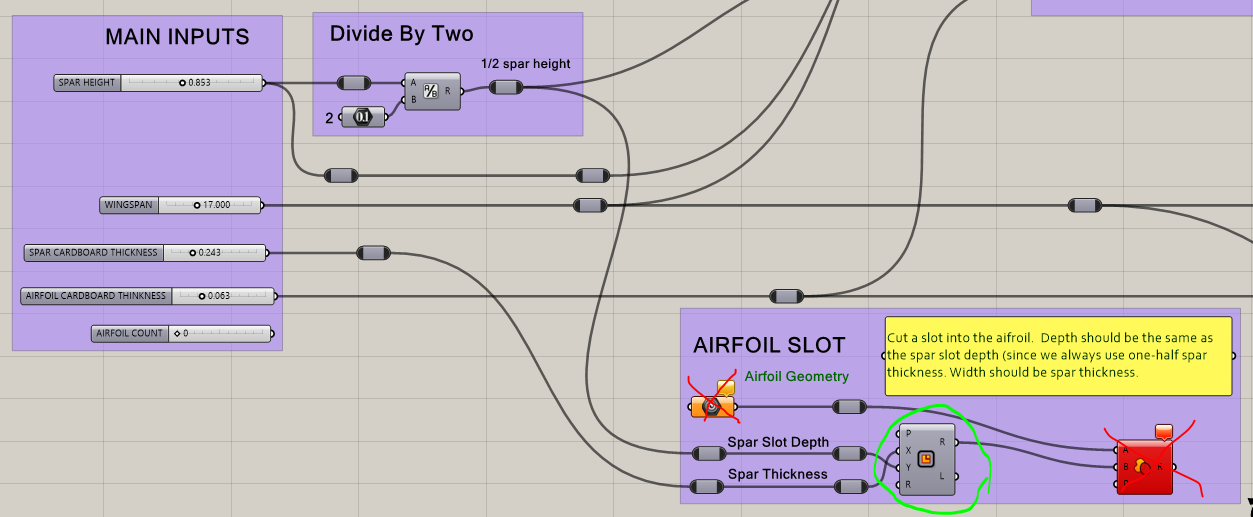 MAIN INPUTS
SPAR HEIGHT 0.853
WINGSPAN 17.000
SPAR CARDBOARD THICKNESS 0.243
AIRFOIL CARDBOARD THINKNESS 0.063
AIRFOIL COUNT 0
Divide By Two
1/2 spar height
A
B
A/B
R
2
0.1
AIRFOIL SLOT
Airfoil Geometry
Cut a slot into the aifroil. Depth should be the same as
the spar slot depth (since we always use one-half spar
thickness. Width should be spar thickness.
Spar Slot Depth
Spar Thickness
P
X
Y
R
R
L
A
B
R